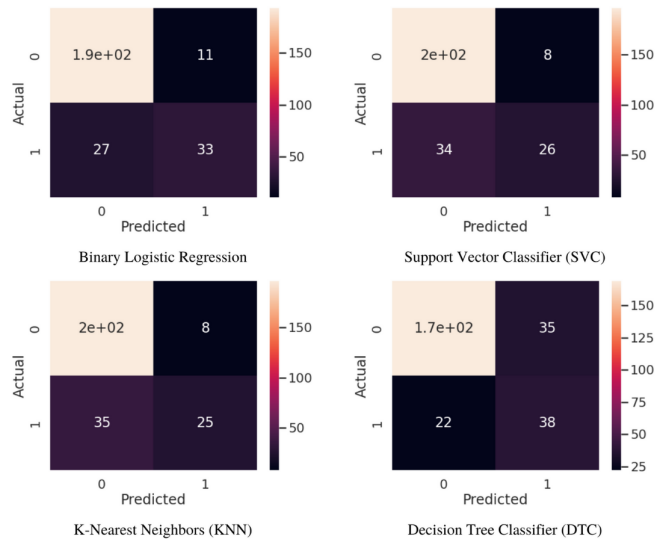 0
1.9e+02
11
150
Actual
100
1
27
33
50
0
1
Predicted
Binary Logistic Regression
0
2e+02
8
150
Actual
100
1
34
26
50
0
1
Predicted
Support Vector Classifier (SVC)
0
2e+02
8
150
Actual
100
1
35
25
50
0
1
Predicted
K-Nearest Neighbors (KNN)
0
1.7e+02
35
150
125
Actual
100
75
1
22
38
50
25
0
1
Predicted
Decision Tree Classifier (DTC)